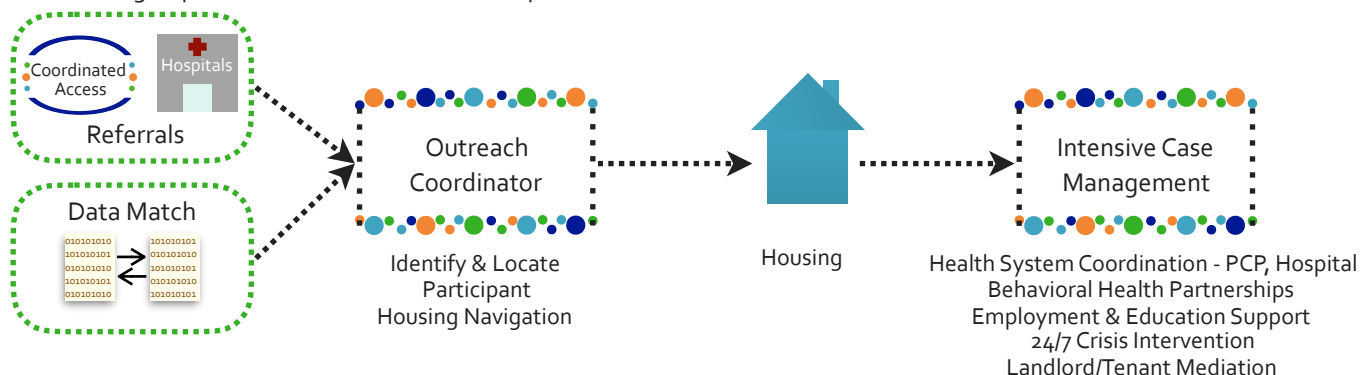 Coordinated
Access
Hospitals
Referrals
Data Match
010101010
101010101
010101010
101010101
010101010
101010101
010101010
101010101
010101010
101010101
Outreach
Coordinator
Identify & Locate
Participant
Housing Navigation
Housing
Intensive Case
Management
Health System Coordination - PCP, Hospital
Behavioral Health Partnerships
Employment & Education Support
24/7 Crisis Intervention
Landlord/Tenant Mediation